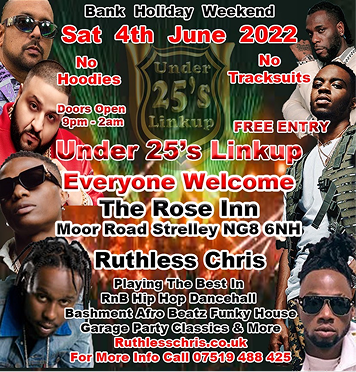 Bank Holiday Weekend
Sat 4th June 2022
No
Hoodies
No
Tracksuits
Under
25's
Linkup
Doors Open
9pm - 2am
FREE ENTRY
Under 25's Linkup
Everyone Welcome
The Rose Inn
Moor Road Strelley NG8 6NH
Ruthless Chris
Playing The Best In
RnB Hip Hop Dancehall
Bashment Afro Beatz Funky House
Garage Party Classics & More
Ruthlesschris.co.uk
For More Info Call 07519 488 425